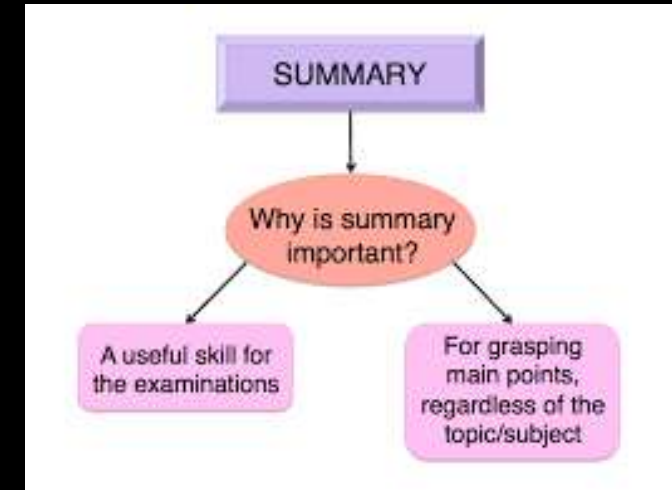 SUMMARY
Why is summary
important?
A useful skill for
the examinations
For grasping
main points,
regardless of the
topic/subject